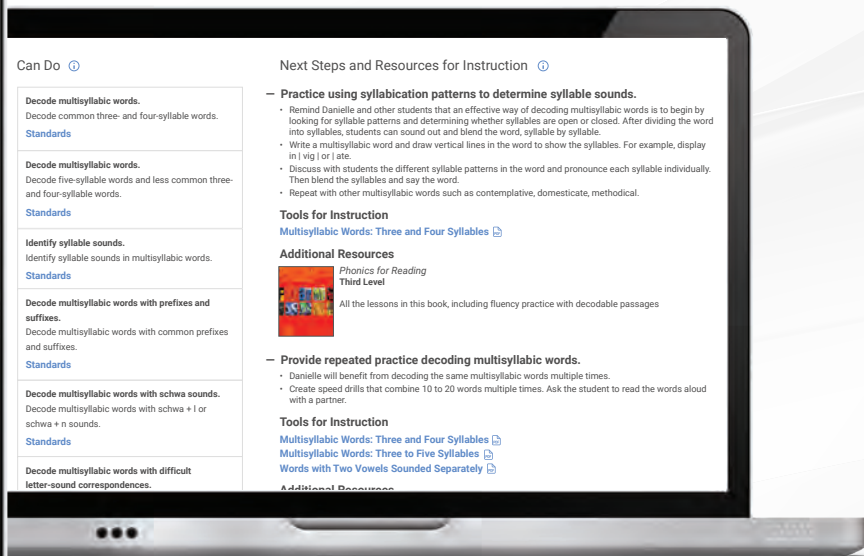 Can Do
Decode multisyllabic words.
Decode common three- and four-syllable words.
Standards
Decode multisyllabic words.
Decode five-syllable words and less common three-
and four-syllable words.
Standards
Identify syllable sounds.
Identify syllable sounds in multisyllabic words.
Standards
Decode multisyllabic words with prefixes and
suffixes.
Decode multisyllabic words with common prefixes
and suffixes.
Standards
Decode multisyllabic words with schwa sounds.
Decode multisyllabic words with schwa + l or
schwa + n sounds.
Standards
Decode multisyllabic words with difficult
letter-sound correspondences.
Next Steps and Resources for Instruction
– Practice using syllabication patterns to determine syllable sounds.
• Remind Danielle and other students that an effective way of decoding multisyllabic words is to begin by
looking for syllable patterns and determining whether syllables are open or closed. After dividing the word
into syllables, students can sound out and blend the word, syllable by syllable.
• Write a multisyllabic word and draw vertical lines in the word to show the syllables. For example, display
in | vig | or | ate.
• Discuss with students the different syllable patterns in the word and pronounce each syllable individually.
Then blend the syllables and say the word.
• Repeat with other multisyllabic words such as contemplative, domesticate, methodical.
Tools for Instruction
Multisyllabic Words: Three and Four Syllables
Additional Resources
Phonics for Reading
Third Level
All the lessons in this book, including fluency practice with decodable passages
– Provide repeated practice decoding multisyllabic words.
• Danielle will benefit from decoding the same multisyllabic words multiple times.
• Create speed drills that combine 10 to 20 words multiple times. Ask the student to read the words aloud
with a partner.
Tools for Instruction
Multisyllabic Words: Three and Four Syllables
Multisyllabic Words: Three to Five Syllables
Words with Two Vowels Sounded Separately
Additional Resources